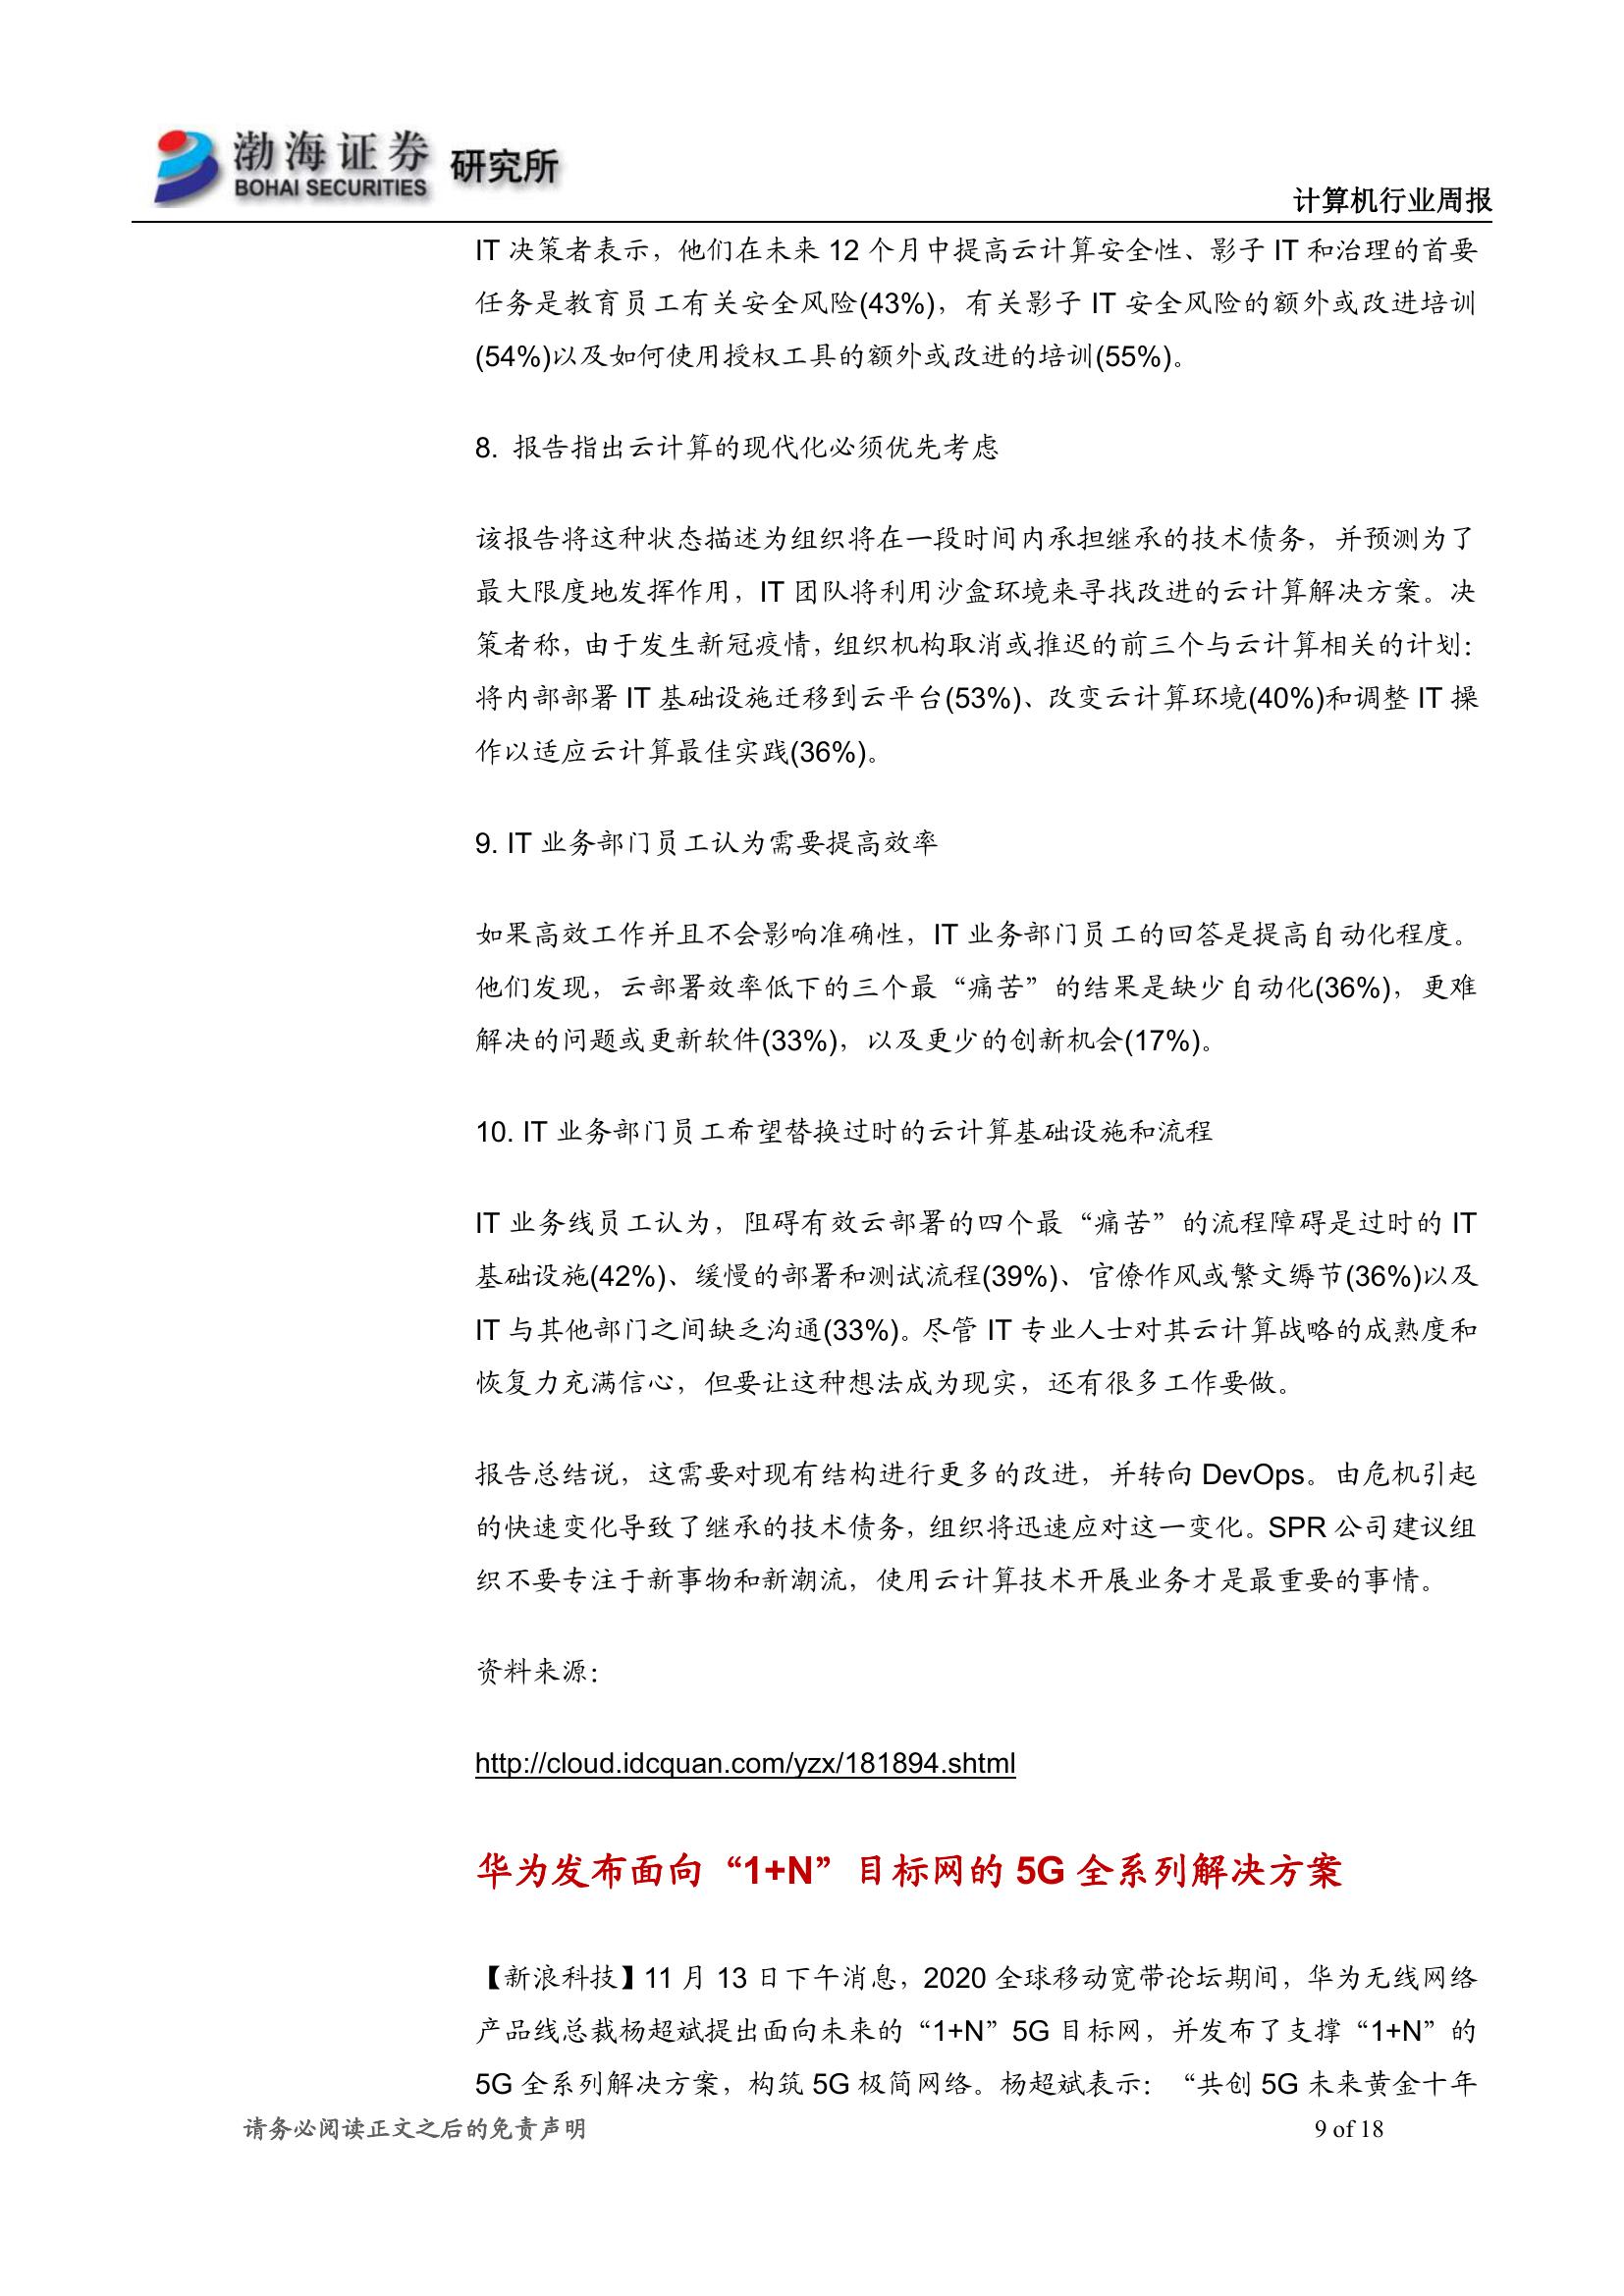 渤海证券 研究所
BOHAI SECURITIES
计算机行业周报
IT 决策者表示，他们在未来 12 个月中提高云计算安全性、影子 IT 和治理的首要
任务是教育员工有关安全风险(43%)，有关影子 IT 安全风险的额外或改进培训
(54%)以及如何使用授权工具的额外或改进的培训(55%)。
8. 报告指出云计算的现代化必须优先考虑
该报告将这种状态描述为组织将在一段时间内承担继承的技术债务，并预测为了
最大限度地发挥作用，IT 团队将利用沙盒环境来寻找改进的云计算解决方案。决
策者称，由于发生新冠疫情，组织机构取消或推迟的前三个与云计算相关的计划：
将内部部署 IT 基础设施迁移到云平台(53%)、改变云计算环境(40%)和调整 IT 操
作以适应云计算最佳实践(36%)。
9. IT 业务部门员工认为需要提高效率
如果高效工作并且不会影响准确性，IT 业务部门员工的回答是提高自动化程度。
他们发现，云部署效率低下的三个最“痛苦”的结果是缺少自动化(36%)，更难
解决的问题或更新软件(33%)，以及更少的创新机会(17%)。
10. IT 业务部门员工希望替换过时的云计算基础设施和流程
IT 业务线员工认为，阻碍有效云部署的四个最“痛苦”的流程障碍是过时的 IT
基础设施(42%)、缓慢的部署和测试流程(39%)、官僚作风或繁文缛节(36%)以及
IT 与其他部门之间缺乏沟通(33%)。尽管 IT 专业人士对其云计算战略的成熟度和
恢复力充满信心，但要让这种想法成为现实，还有很多工作要做。
报告总结说，这需要对现有结构进行更多的改进，并转向 DevOps。由危机引起
的快速变化导致了继承的技术债务，组织将迅速应对这一变化。SPR 公司建议组
织不要专注于新事物和新潮流，使用云计算技术开展业务才是最重要的事情。
资料来源：
http://cloud.idcquan.com/yzx/181894.shtml
华为发布面向“1+N”目标网的 5G 全系列解决方案
【新浪科技】11 月 13 日下午消息，2020 全球移动宽带论坛期间，华为无线网络
产品线总裁杨超斌提出面向未来的“1+N”5G 目标网，并发布了支撑“1+N”的
5G 全系列解决方案，构筑 5G 极简网络。杨超斌表示：“共创 5G 未来黄金十年
请务必阅读正文之后的免责声明
9 of 18